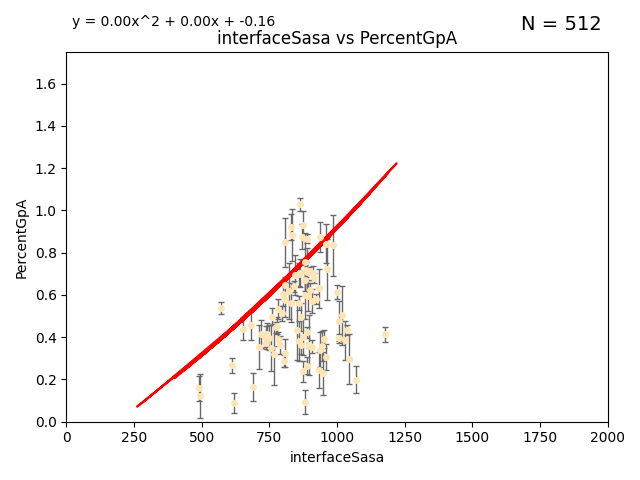 y = 0.00x^2 + 0.00x + -0.16
N = 512
interfaceSasa vs PercentGpA
PercentGpA
1.6
1.4
1.2
1.0
0.8
0.6
0.4
0.2
0.0
0 250 500 750 1000 1250 1500 1750 2000
interfaceSasa